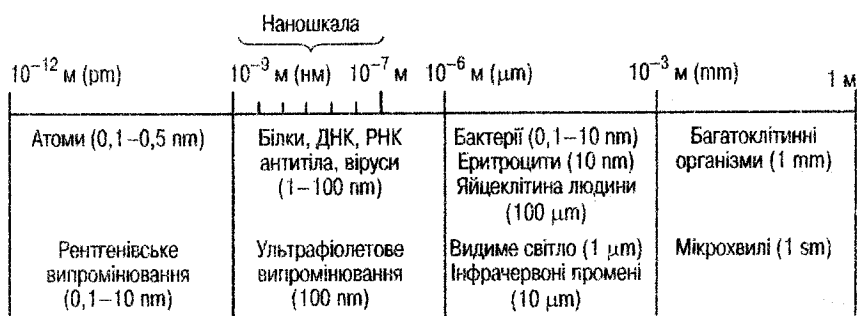 Наношкала
10⁻¹² м (pm)
10⁻⁹ м (нм)
10⁻⁷ м
10⁻⁶ м (μm)
10⁻³ м (mm)
1 м
Атоми (0,1–0,5 nm)
Білки, ДНК, РНК
антитіла, віруси
(1–100 nm)
Бактерії (0,1–10 nm)
Еритроцити (10 nm)
Яйцеклітина людини
(100 μm)
Багатоклітинні
організми (1 mm)
Рентгенівське
випромінювання
(0,1–10 nm)
Ультрафіолетове
випромінювання
(100 nm)
Видиме світло (1 μm)
Інфрачервоні промені
(10 μm)
Мікрохвилі (1 sm)